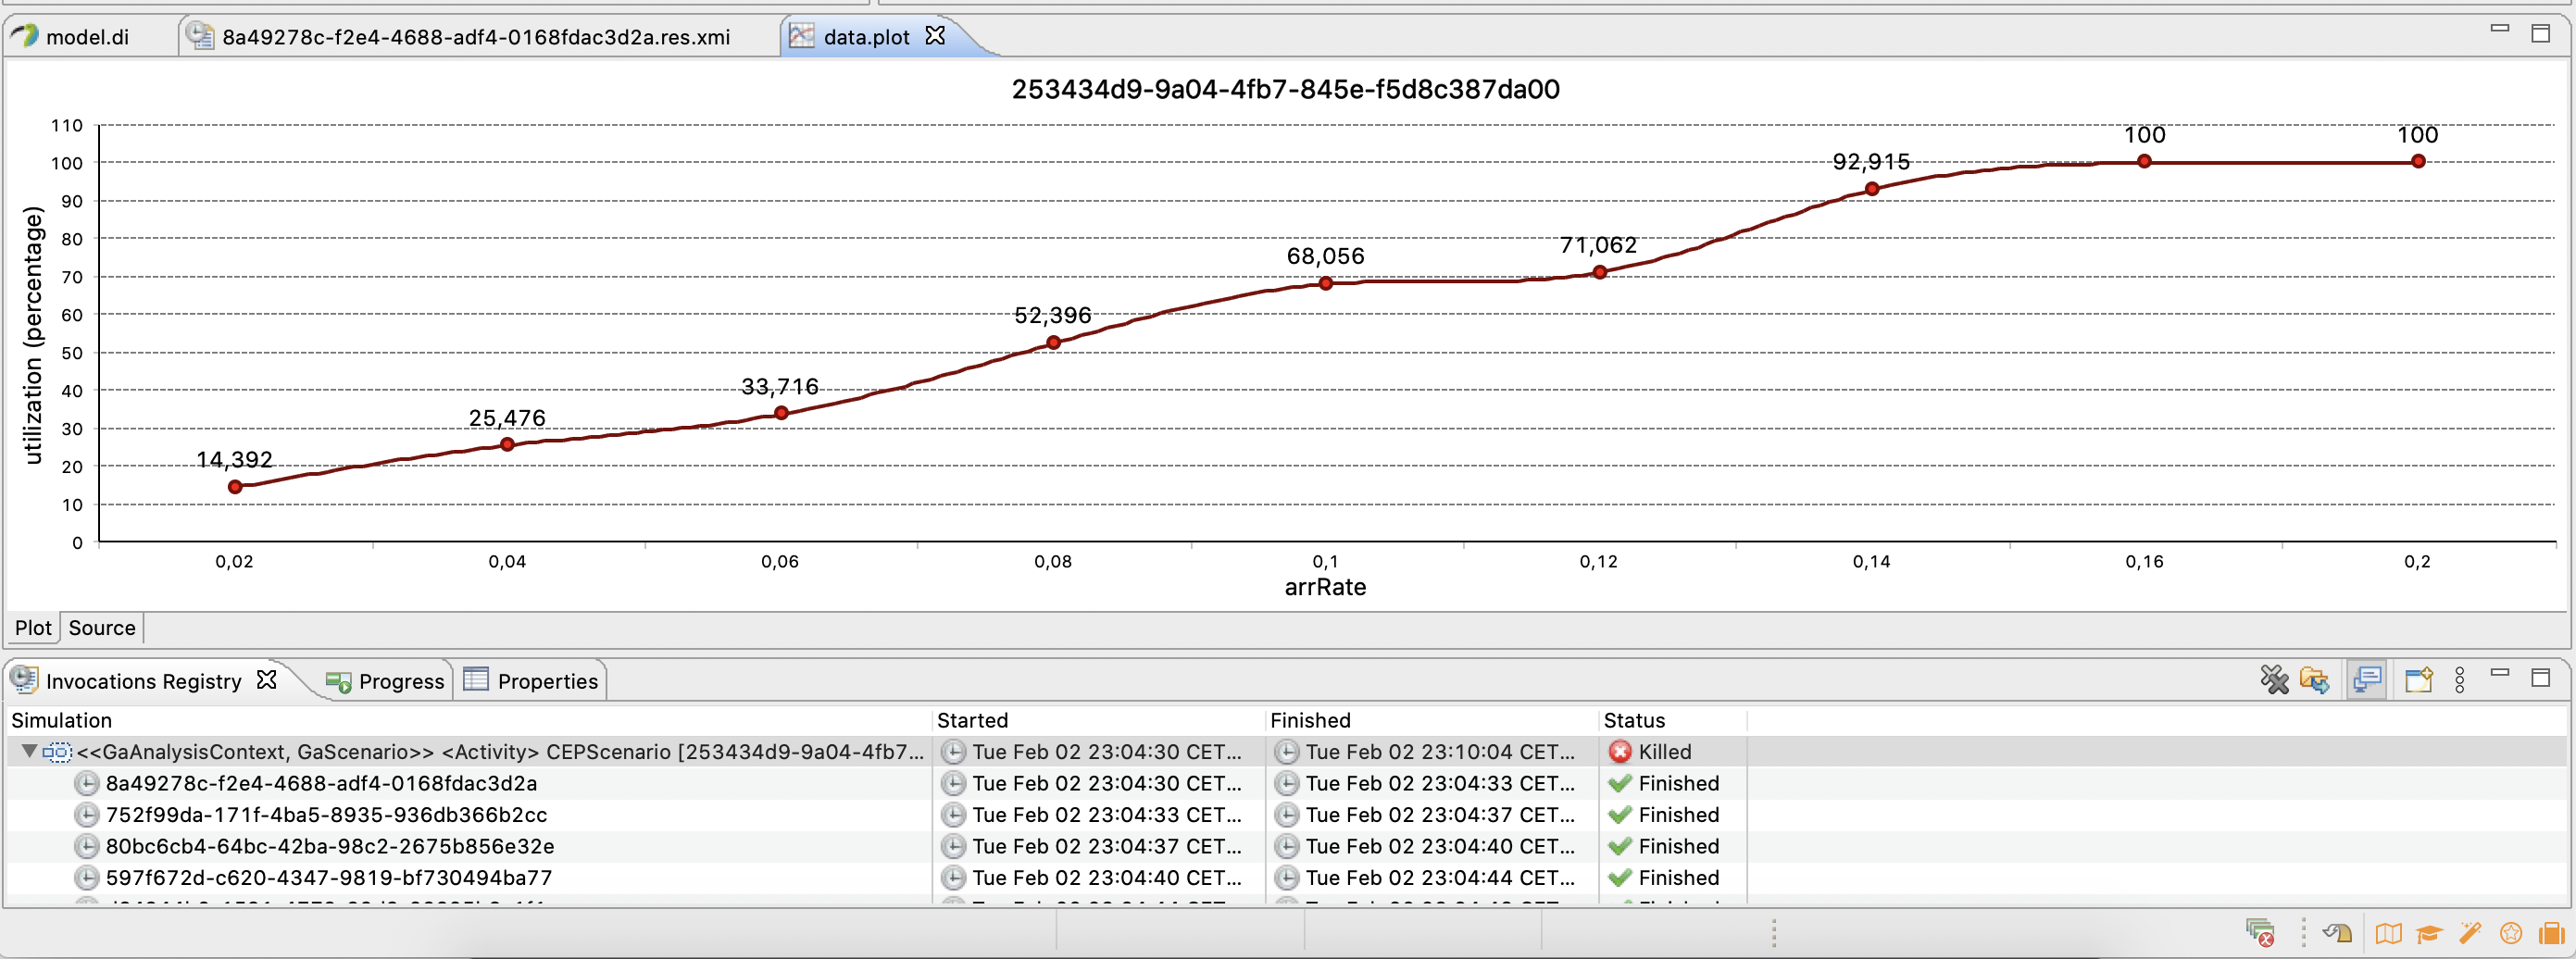 model.di
8a49278c-f2e4-4688-adf4-0168fdac3d2a.res.xmi
data.plot
253434d9-9a04-4fb7-845e-f5d8c387da00
110
100
90
80
70
60
50
40
30
20
10
0
utilization (percentage)
14,392
25,476
33,716
52,396
68,056
71,062
92,915
100
100
0,02
0,04
0,06
0,08
0,1
0,12
0,14
0,16
0,2
arrRate
Plot
Source
Invocations Registry
Progress
Properties
Simulation Started Finished Status
<<GaAnalysisContext, GaScenario>> <Activity> CEPScenario [253434d9-9a04-4fb7... Tue Feb 02 23:04:30 CET... Tue Feb 02 23:10:04 CET... Killed
8a49278c-f2e4-4688-adf4-0168fdac3d2a Tue Feb 02 23:04:30 CET... Tue Feb 02 23:04:33 CET... Finished
752f99da-171f-4ba5-8935-936db366b2cc Tue Feb 02 23:04:33 CET... Tue Feb 02 23:04:37 CET... Finished
80bc6cb4-64bc-42ba-98c2-2675b856e32e Tue Feb 02 23:04:37 CET... Tue Feb 02 23:04:40 CET... Finished
597f672d-c620-4347-9819-bf730494ba77 Tue Feb 02 23:04:40 CET... Tue Feb 02 23:04:44 CET... Finished